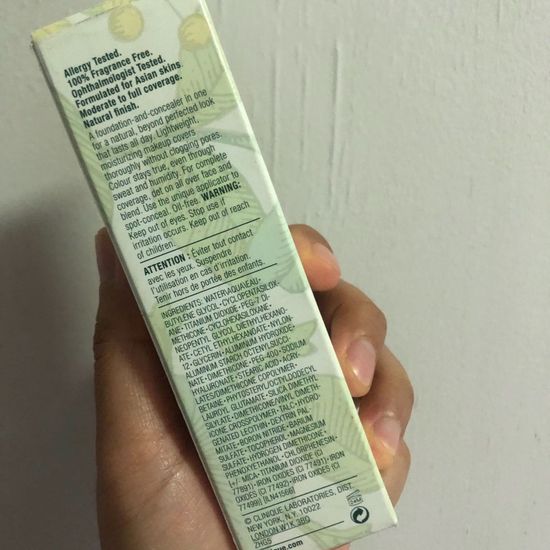 Allergy Tested.
100% Fragrance Free.
Ophthalmologist Tested.
Formulated for Asian skins.
Moderate to full coverage.
Natural finish.
A foundation-and-concealer in one
for a natural, beyond perfected look
that lasts all day. Lightweight,
moisturizing makeup covers
thoroughly without clogging pores.
Colour stays true, even through
sweat and humidity. For complete
coverage, dot on all over face and
blend. Use the unique applicator to
spot-conceal. Oil-free. WARNING:
Keep out of eyes. Stop use if
irritation occurs. Keep out of reach
of children.
ATTENTION : Éviter tout contact
avec les yeux. Suspendre
l'utilisation en cas d'irritation.
Tenir hors de portée des enfants.
INGREDIENTS: WATER\AQUA\EAU•
BUTYLENE GLYCOL•CYCLOPENTASILOX-
ANE•TITANIUM DIOXIDE•PEG-7 DI-
METHICONE•CYCLOHEXASILOXANE•
NEOPENTYL GLYCOL DIETHYLHEXANO-
ATE•CETYL ETHYLHEXANOATE•NYLON-
12•GLYCERIN•ALUMINUM HYDROXIDE•
ALUMINUM STARCH OCTENYLSUCCI-
NATE•DIMETHICONE•PEG-400•SODIUM
HYALURONATE•STEARIC ACID•ACRY-
LATES/DIMETHICONE COPOLYMER•
BETAINE•PHYTOSTERYL/OCTYLDODECYL
LAUROYL GLUTAMATE•SILICA DIMETHYL
SILYLATE•DIMETHICONE/VINYL DIMETH-
ICONE CROSSPOLYMER•TALC•HYDRO-
GENATED LECITHIN•DEXTRIN PAL
MITATE•BORON NITRIDE•BARIUM
SULFATE•TOCOPHEROL•MAGNESIUM
SULFATE•HYDROGEN DIMETHICONE•
PHENOXYETHANOL•CHLORPHENESIN•
[+/- MICA•TITANIUM DIOXIDE (CI
77891)•IRON OXIDES (CI 77491)•IRON
OXIDES (CI 77492)•IRON OXIDES (CI
77499)] [ILN41566]
© CLINIQUE LABORATORIES, DIST.
NEW YORK, N.Y. 10022
LONDON W1K 3BQ
ZHGS